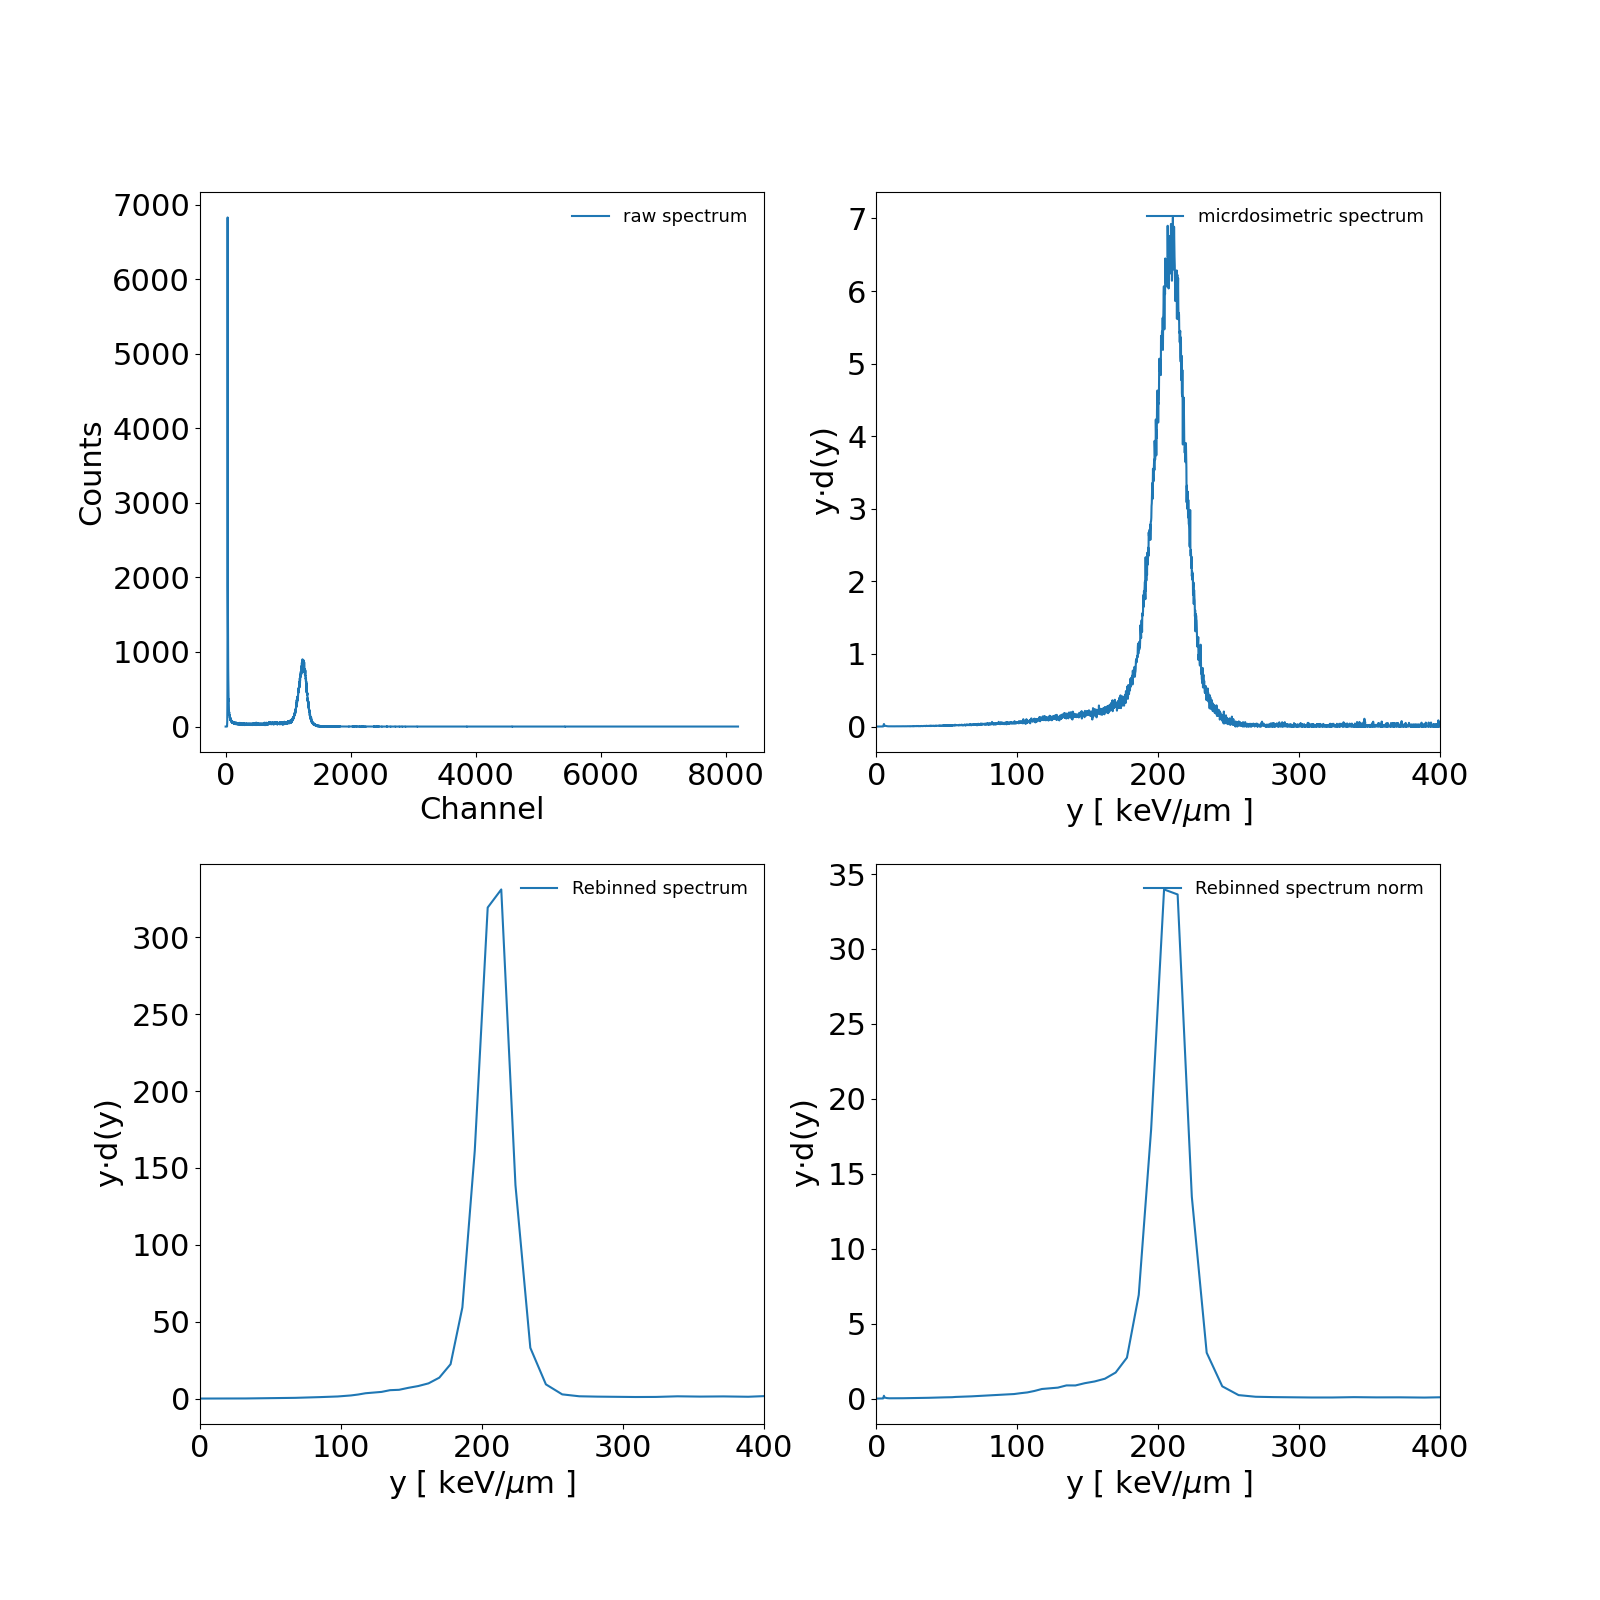 raw spectrum
7000
6000
5000
4000
3000
2000
1000
0
Counts
0 2000 4000 6000 8000
Channel
micrdosimetric spectrum
7
6
5
4
3
2
1
0
y·d(y)
0 100 200 300 400
y [ keV/μm ]
Rebinned spectrum
300
250
200
150
100
50
0
y·d(y)
0 100 200 300 400
y [ keV/μm ]
Rebinned spectrum norm
35
30
25
20
15
10
5
0
y·d(y)
0 100 200 300 400
y [ keV/μm ]